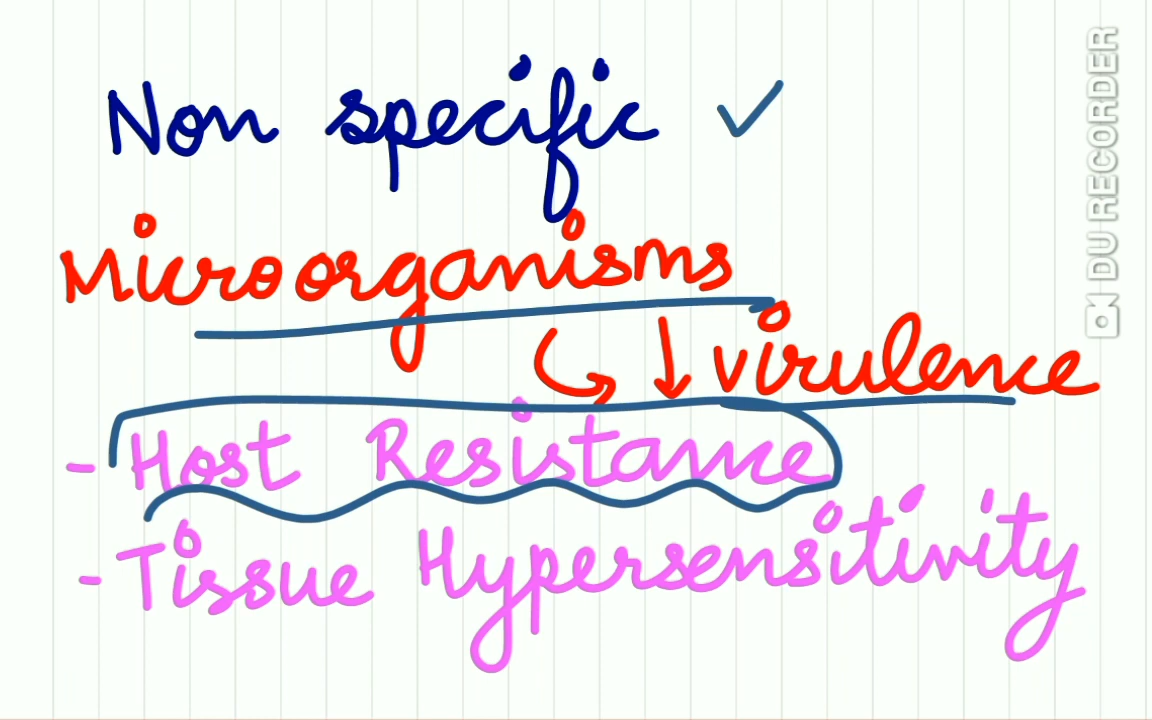 Non specific ✓
Microorganisms
↓ virulence
- Host Resistance
- Tissue Hypersensitivity
DU RECORDER